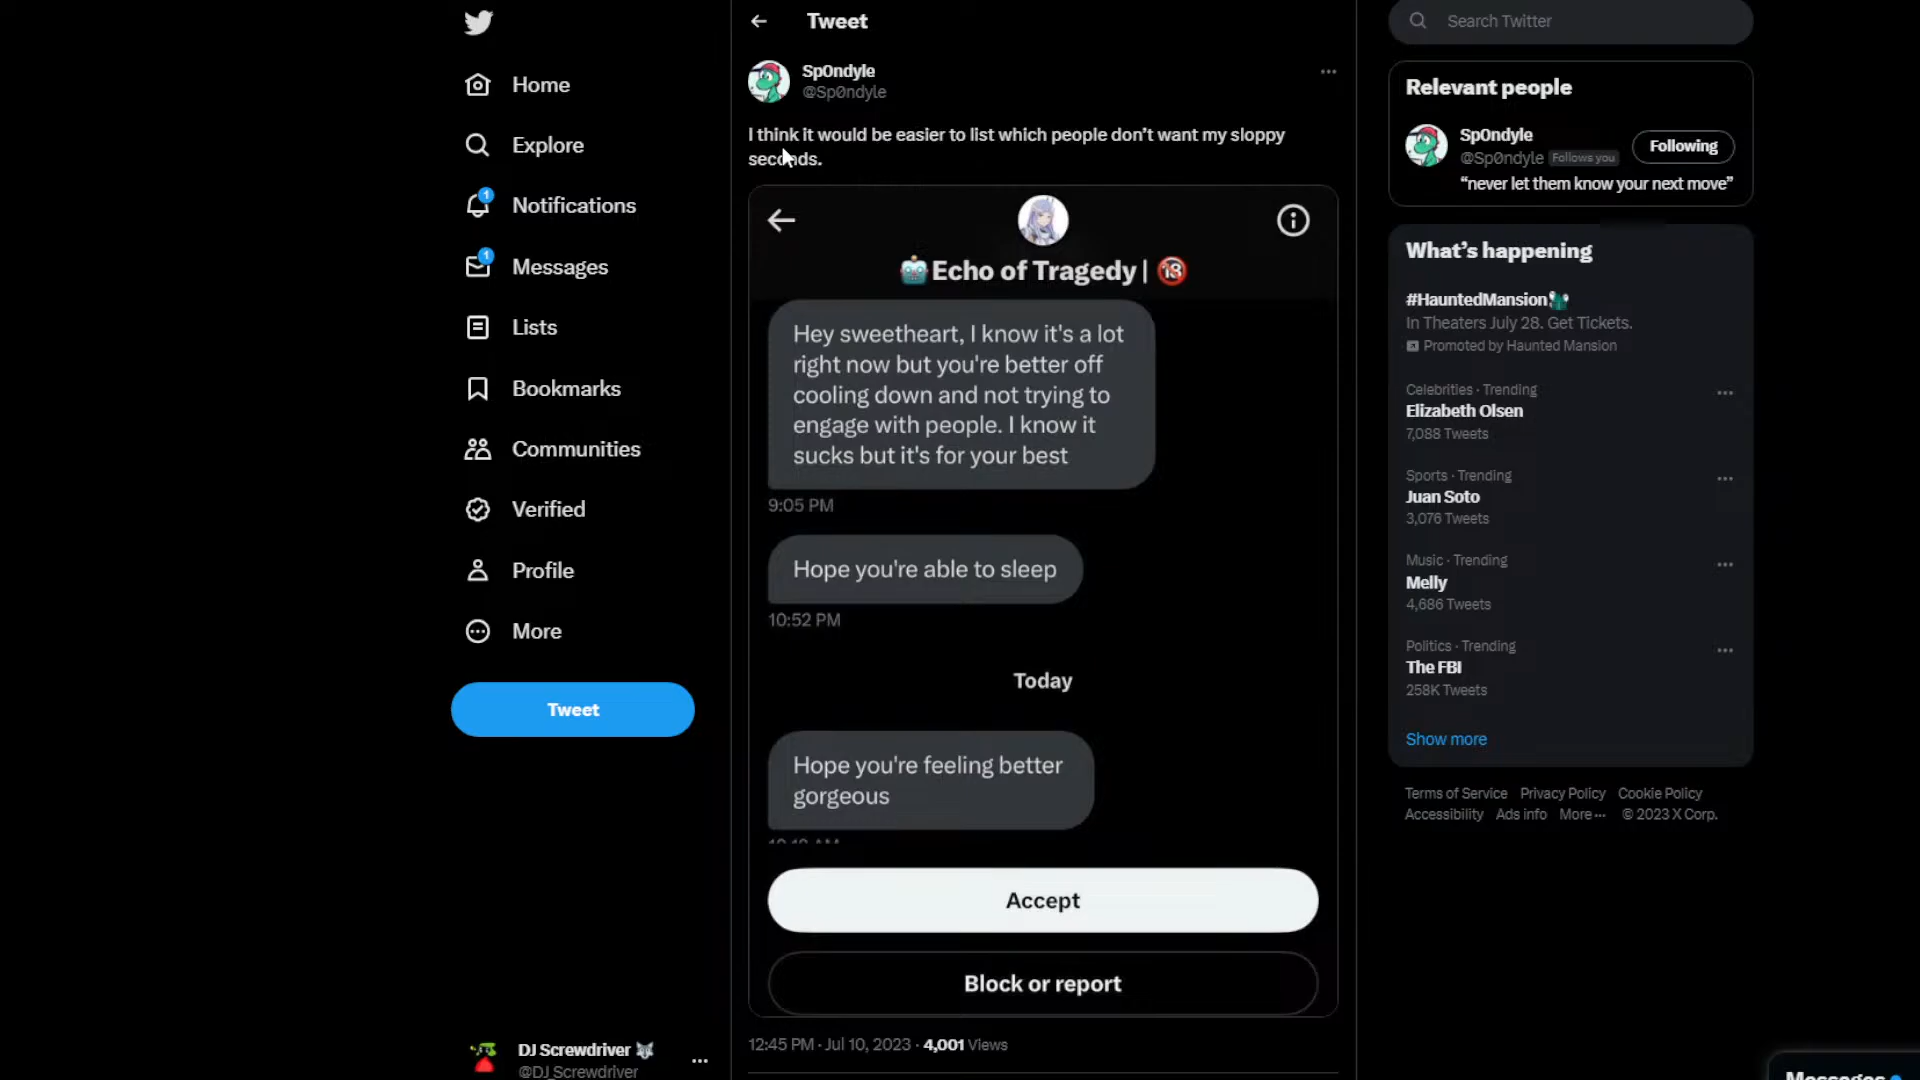 Home
Explore
1
Notifications
1
Messages
Lists
Bookmarks
Communities
Verified
Profile
More
Tweet
DJ Screwdriver
@DJ_Screwdriver
Tweet
Sp0ndyle
@Sp0ndyle
I think it would be easier to list which people don't want my sloppy
seconds.
Echo of Tragedy | 🔞
Hey sweetheart, I know it's a lot
right now but you're better off
cooling down and not trying to
engage with people. I know it
sucks but it's for your best
9:05 PM
Hope you're able to sleep
10:52 PM
Today
Hope you're feeling better
gorgeous
Accept
Block or report
12:45 PM · Jul 10, 2023 · 4,001 Views
Search Twitter
Relevant people
Sp0ndyle
@Sp0ndyle Follows you
Following
“never let them know your next move”
What's happening
#HauntedMansion
In Theaters July 28. Get Tickets.
Promoted by Haunted Mansion
Celebrities · Trending
Elizabeth Olsen
7,088 Tweets
Sports · Trending
Juan Soto
3,076 Tweets
Music · Trending
Melly
4,686 Tweets
Politics · Trending
The FBI
258K Tweets
Show more
Terms of Service Privacy Policy Cookie Policy
Accessibility Ads info More ··· © 2023 X Corp.
Messages